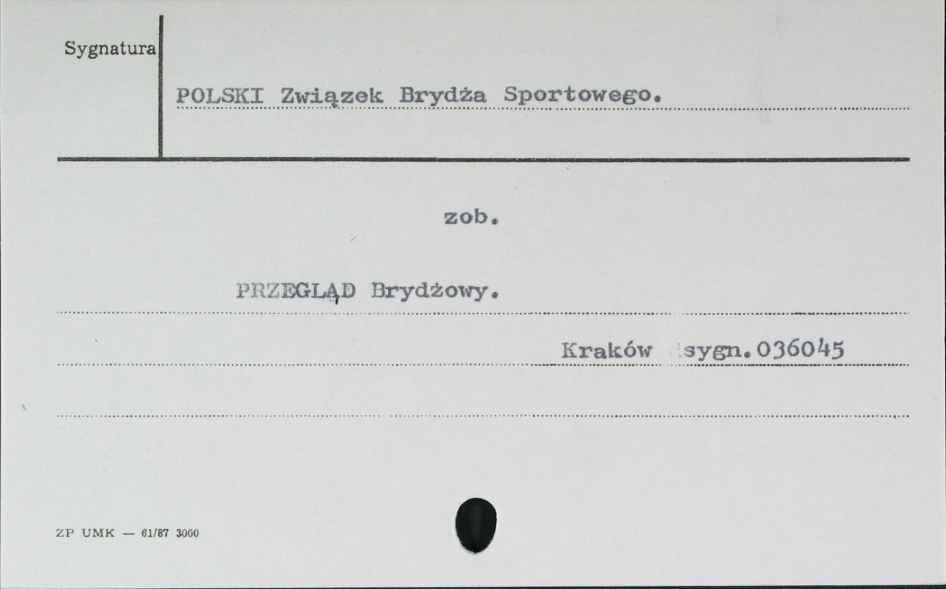 Sygnatura
POLSKI Związek Brydża Sportowego.
zob.
PRZEGLĄD Brydżowy.
Kraków sygn.036045
ZP UMK — 61/87 3000